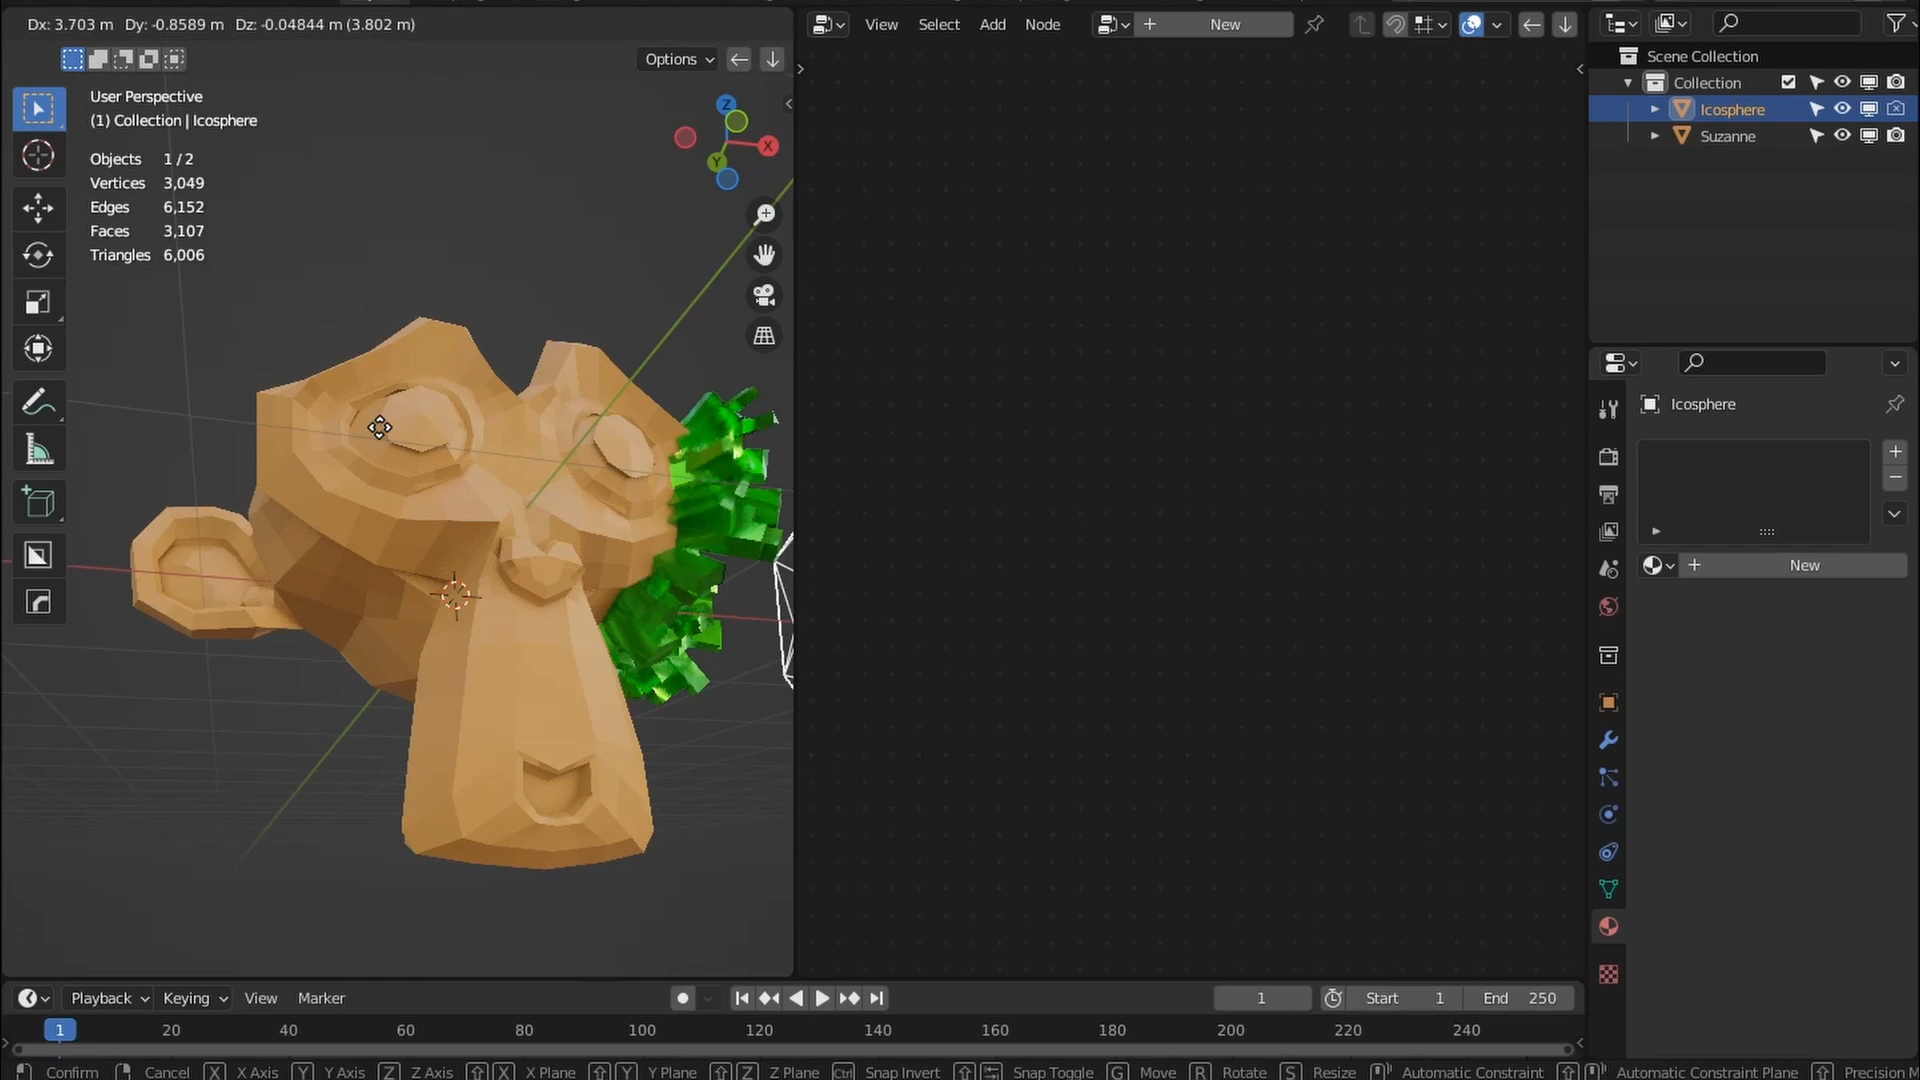 Dx: 3.703 m   Dy: -0.8589 m   Dz: -0.04844 m (3.802 m)
Options
User Perspective
(1) Collection | Icosphere
Objects 1 / 2
Vertices 3,049
Edges 6,152
Faces 3,107
Triangles 6,006
Z
X
Y
View Select Add Node
New
Scene Collection
Collection
Icosphere
Suzanne
Icosphere
New
Playback Keying View Marker
1 Start 1 End 250
1 20 40 60 80 100 120 140 160 180 200 220 240
Confirm Cancel X X Axis Y Y Axis Z Z Axis X X Plane Y Y Plane Z Z Plane Ctrl Snap Invert Snap Toggle G Move R Rotate S Resize Automatic Constraint Automatic Constraint Plane Precision M